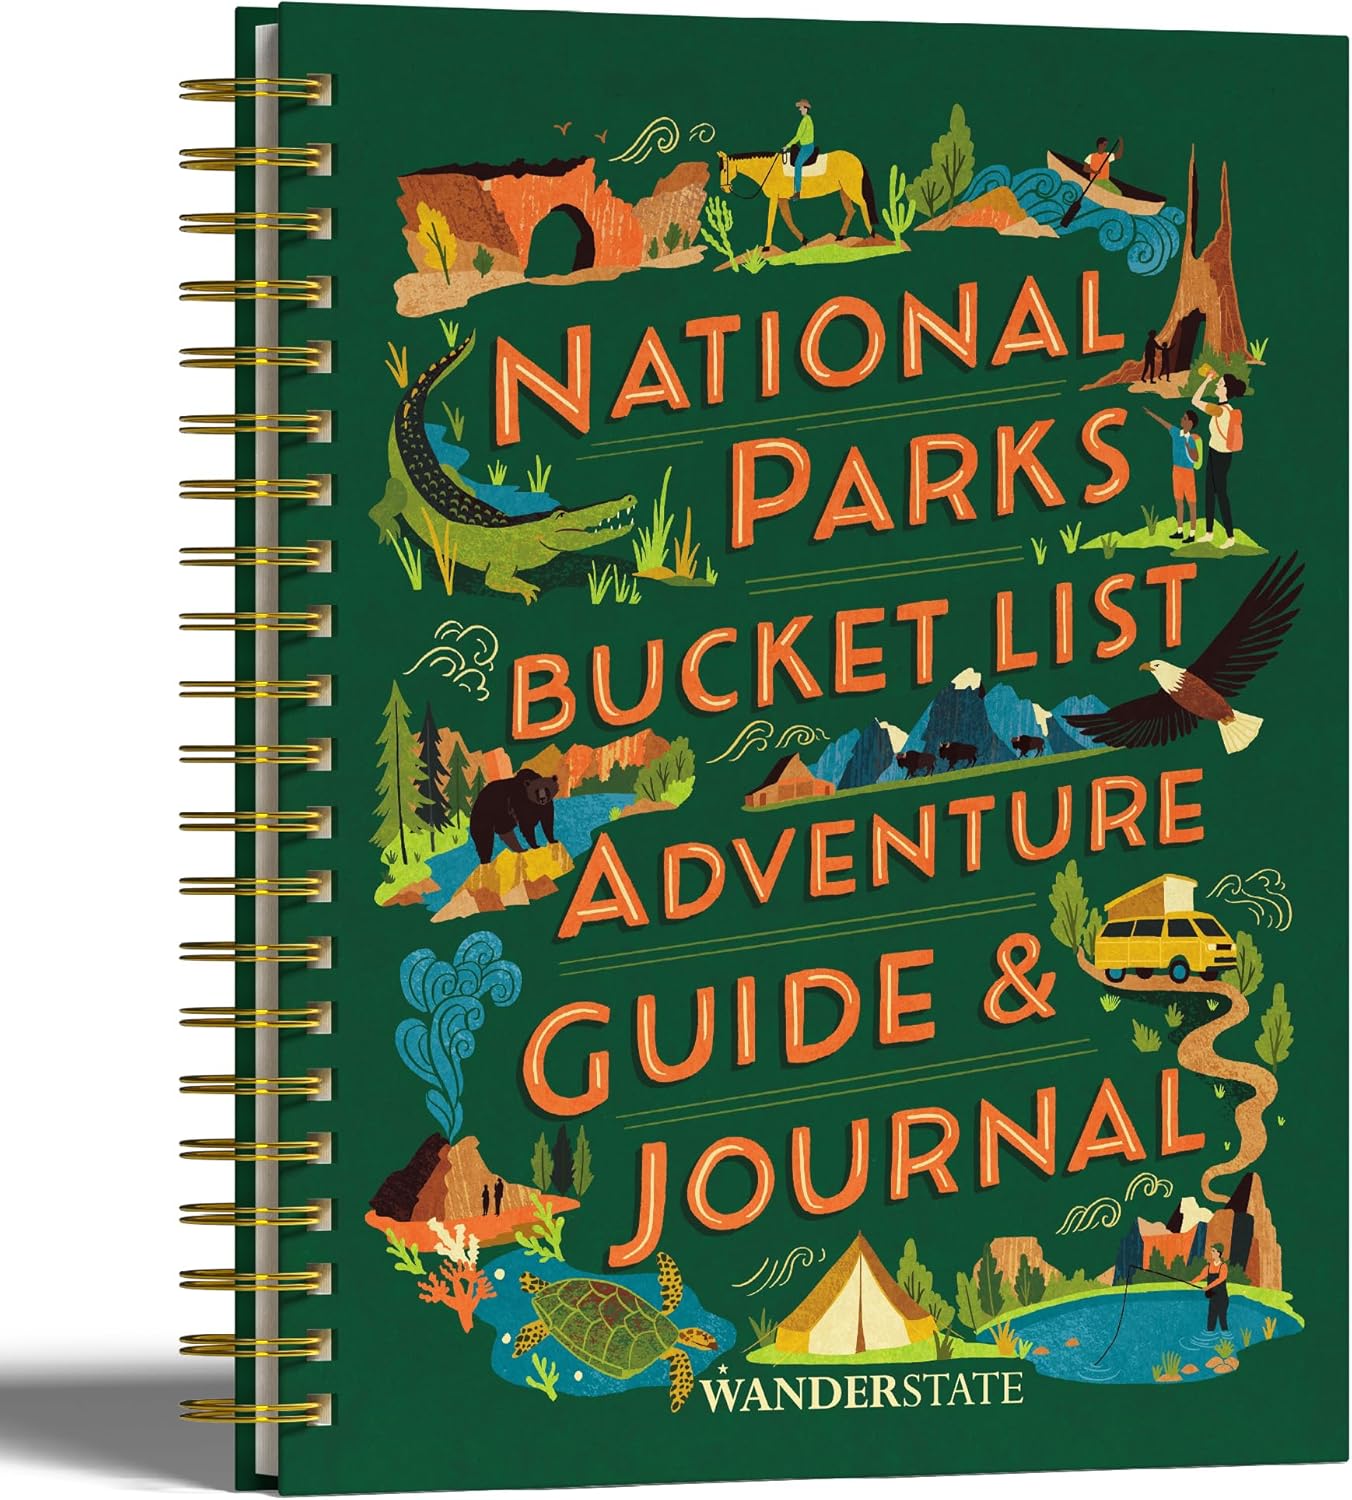 NATIONAL
PARKS
BUCKET LIST
ADVENTURE
GUIDE &
JOURNAL
WANDERSTATE